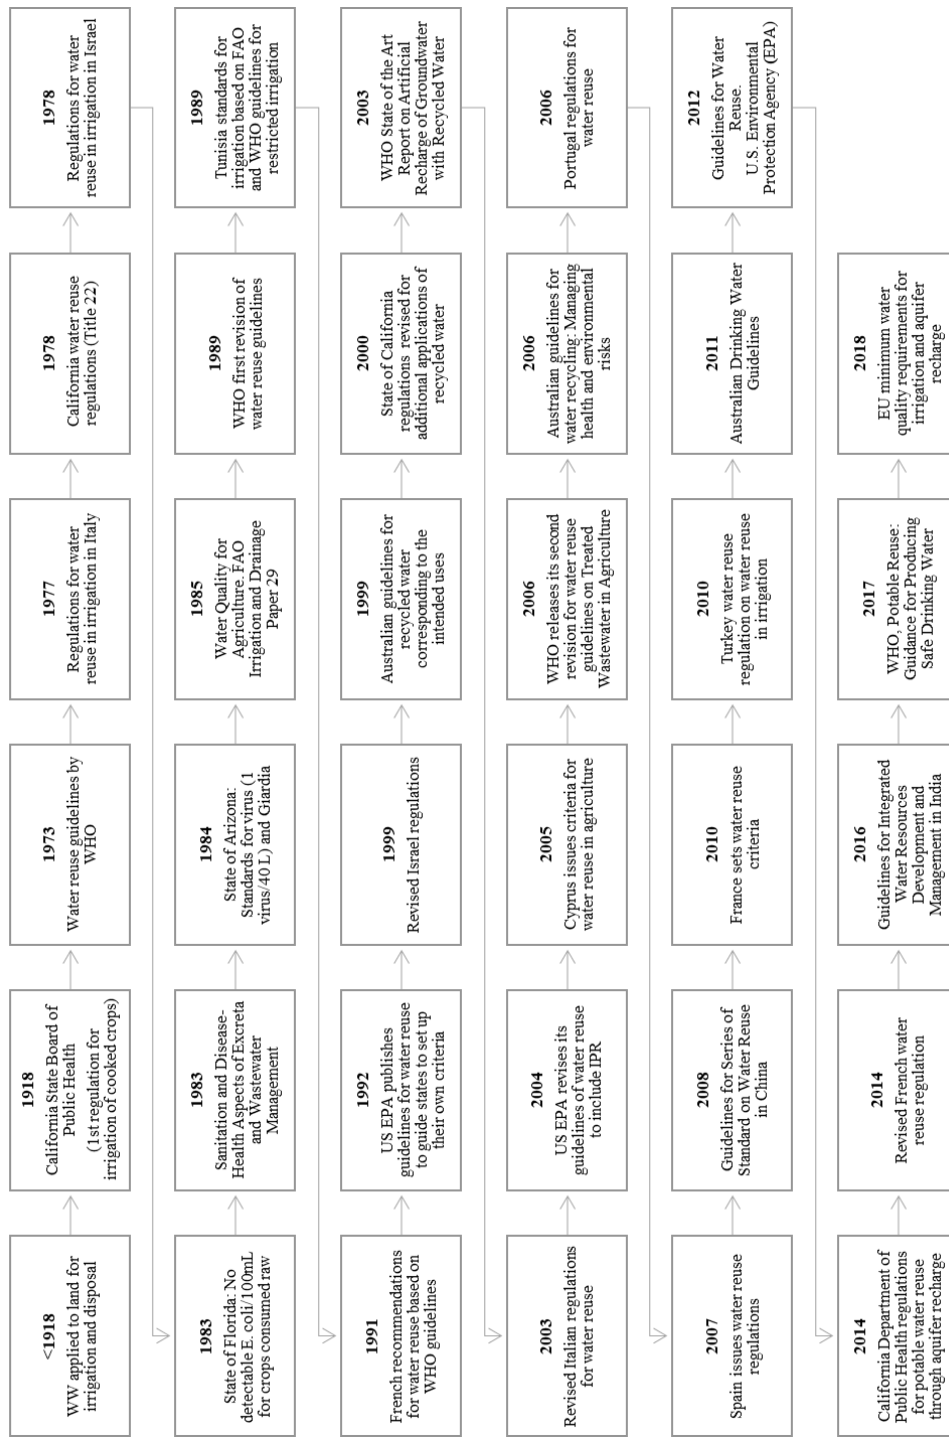 <1918
WW applied to land for
irrigation and disposal
1918
California State Board of
Public Health
(1st regulation for
irrigation of cooked crops)
1973
Water reuse guidelines by
WHO
1977
Regulations for water
reuse in irrigation in Italy
1978
California water reuse
regulations (Title 22)
1978
Regulations for water
reuse in irrigation in Israel
1983
State of Florida: No
detectable E. coli/100mL
for crops consumed raw
1983
Sanitation and Disease-
Health Aspects of Excreta
and Wastewater
Management
1984
State of Arizona:
Standards for virus (1
virus/40 L) and Giardia
1985
Water Quality for
Agriculture. FAO
Irrigation and Drainage
Paper 29
1989
WHO first revision of
water reuse guidelines
1989
Tunisia standards for
irrigation based on FAO
and WHO guidelines for
restricted irrigation
1991
French recommendations
for water reuse based on
WHO guidelines
1992
US EPA publishes
guidelines for water reuse
to guide states to set up
their own criteria
1999
Revised Israel regulations
1999
Australian guidelines for
recycled water
corresponding to the
intended uses
2000
State of California
regulations revised for
additional applications of
recycled water
2003
WHO State of the Art
Report on Artificial
Recharge of Groundwater
with Recycled Water
2003
Revised Italian regulations
for water reuse
2004
US EPA revises its
guidelines of water reuse
to include IPR
2005
Cyprus issues criteria for
water reuse in agriculture
2006
WHO releases its second
revision for water reuse
guidelines on Treated
Wastewater in Agriculture
2006
Australian guidelines for
water recycling: Managing
health and environmental
risks
2006
Portugal regulations for
water reuse
2007
Spain issues water reuse
regulations
2008
Guidelines for Series of
Standard on Water Reuse
in China
2010
France sets water reuse
criteria
2010
Turkey water reuse
regulation on water reuse
in irrigation
2011
Australian Drinking Water
Guidelines
2012
Guidelines for Water
Reuse.
U.S. Environmental
Protection Agency (EPA)
2014
California Department of
Public Health regulations
for potable water reuse
through aquifer recharge
2014
Revised French water
reuse regulation
2016
Guidelines for Integrated
Water Resources
Development and
Management in India
2017
WHO, Potable Reuse:
Guidance for Producing
Safe Drinking Water
2018
EU minimum water
quality requirements for
irrigation and aquifer
recharge